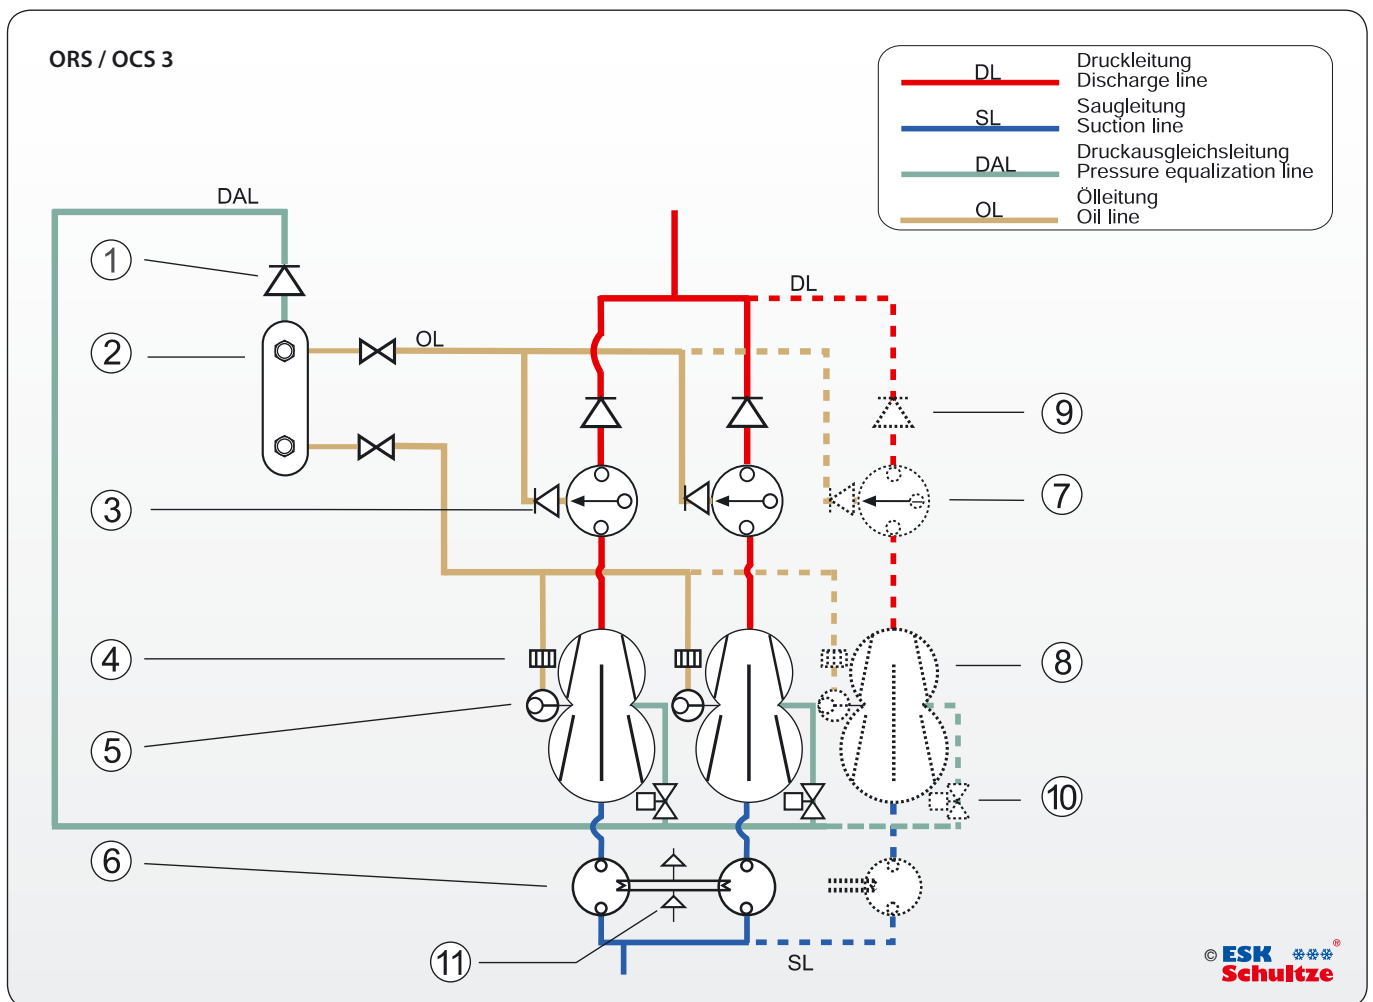 ORS / OCS 3
DL
Druckleitung
Discharge line
SL
Saugleitung
Suction line
DAL
Druckausgleichsleitung
Pressure equalization line
OL
Ölleitung
Oil line
DAL
1
DL
2
OL
9
7
3
4
8
5
10
6
11
SL
© ESK ®
Schultze